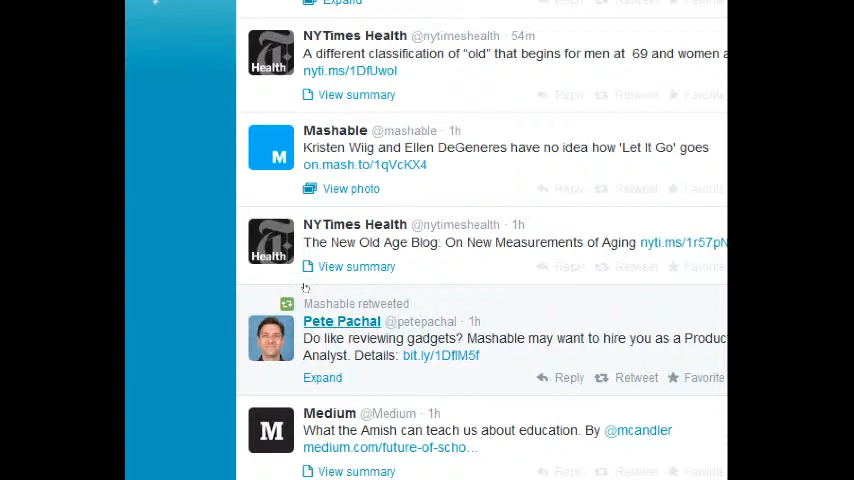 Expand
NYTimes Health @nytimeshealth · 54m
A different classification of “old” that begins for men at 69 and women a
nyti.ms/1DfUwol
Health
View summary
Reply Retweet Favorite
Mashable @mashable · 1h
Kristen Wiig and Ellen DeGeneres have no idea how 'Let It Go' goes
M
on.mash.to/1qVcKX4
View photo
Reply Retweet Favorite
NYTimes Health @nytimeshealth · 1h
The New Old Age Blog: On New Measurements of Aging nyti.ms/1r57pN
Health
View summary
Reply Retweet Favorite
Mashable retweeted
Pete Pachal @petepachal · 1h
Do like reviewing gadgets? Mashable may want to hire you as a Produc
Analyst. Details: bit.ly/1DflM5f
Expand
Reply Retweet Favorite
Medium @Medium · 1h
What the Amish can teach us about education. By @mcandler
M
medium.com/future-of-scho...
View summary
Reply Retweet Favorite